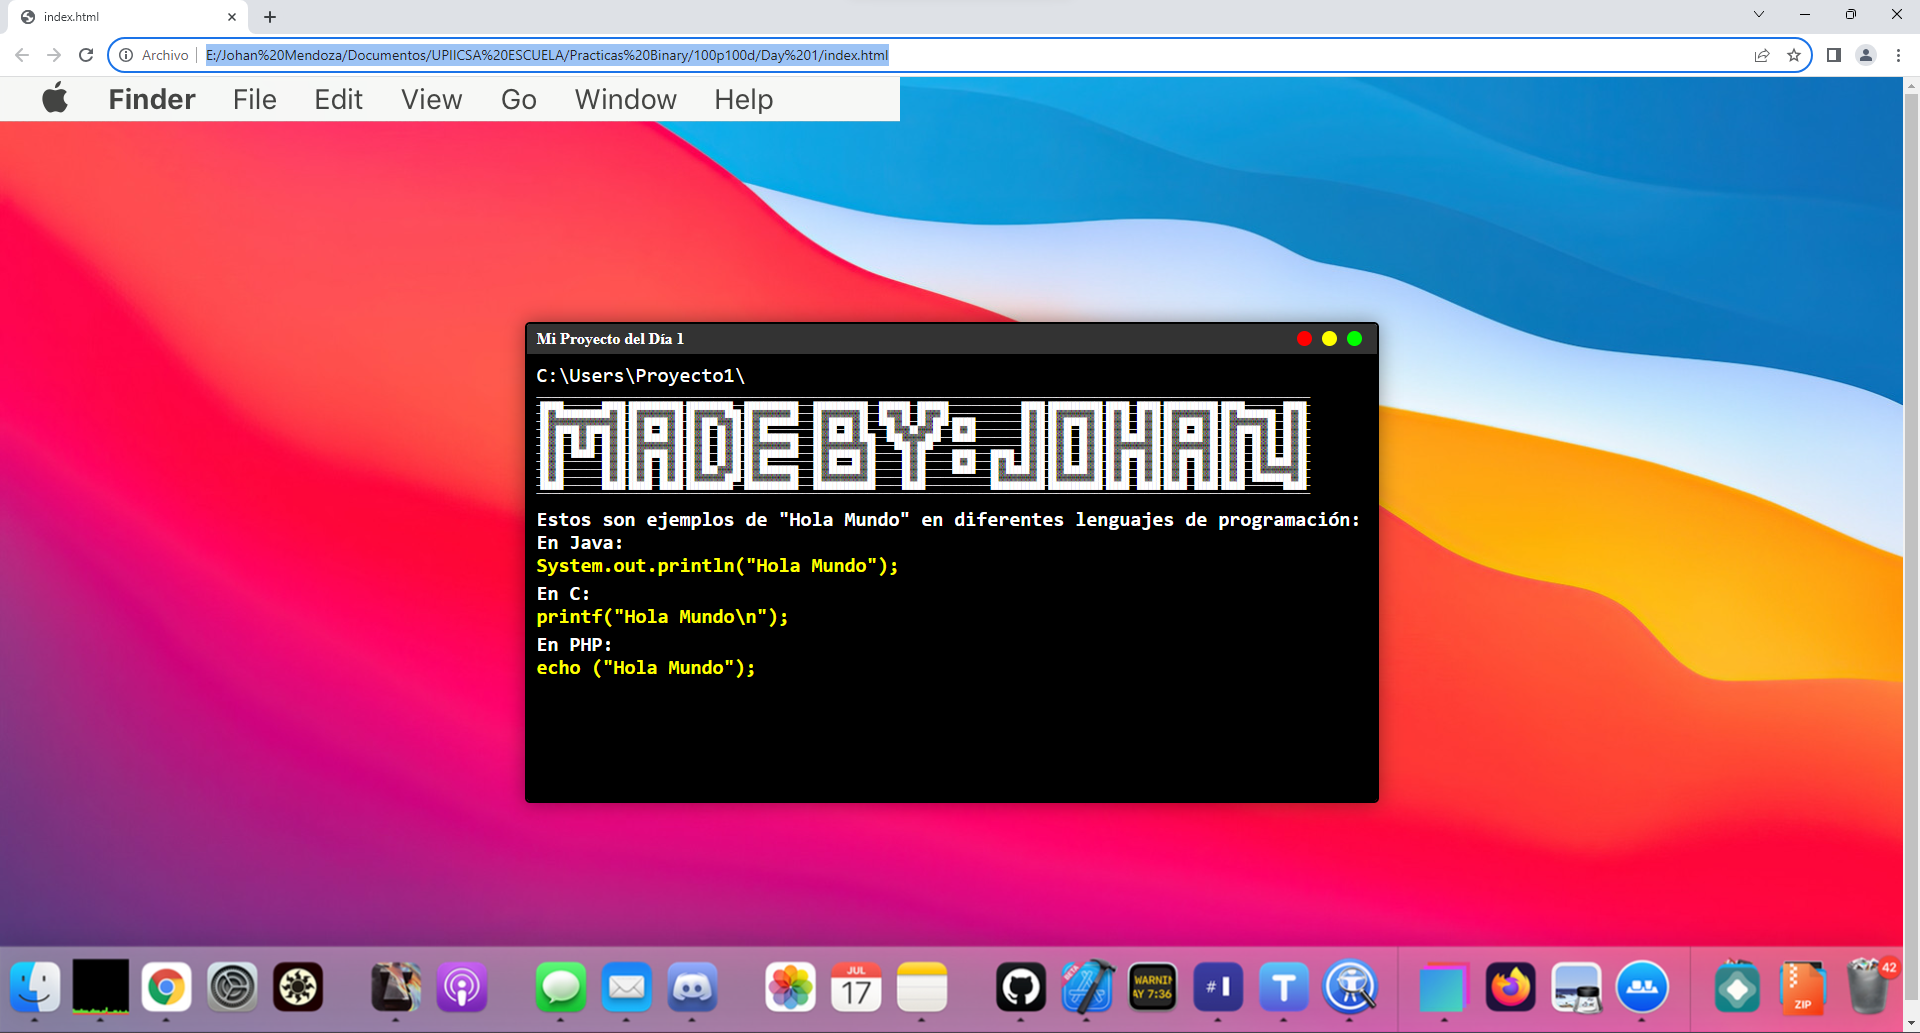 index.html
Archivo E:/Johan%20Mendoza/Documentos/UPIICSA%20ESCUELA/Practicas%20Binary/100p100d/Day%201/index.html
Finder File Edit View Go Window Help
Mi Proyecto del Día 1
C:\Users\Proyecto1\
MADE BY: JOHAN
Estos son ejemplos de "Hola Mundo" en diferentes lenguajes de programación:
En Java:
System.out.println("Hola Mundo");
En C:
printf("Hola Mundo\n");
En PHP:
echo ("Hola Mundo");
JUL
17
BETA
WARNIN
AY 7:36
#1
T
ZIP
42